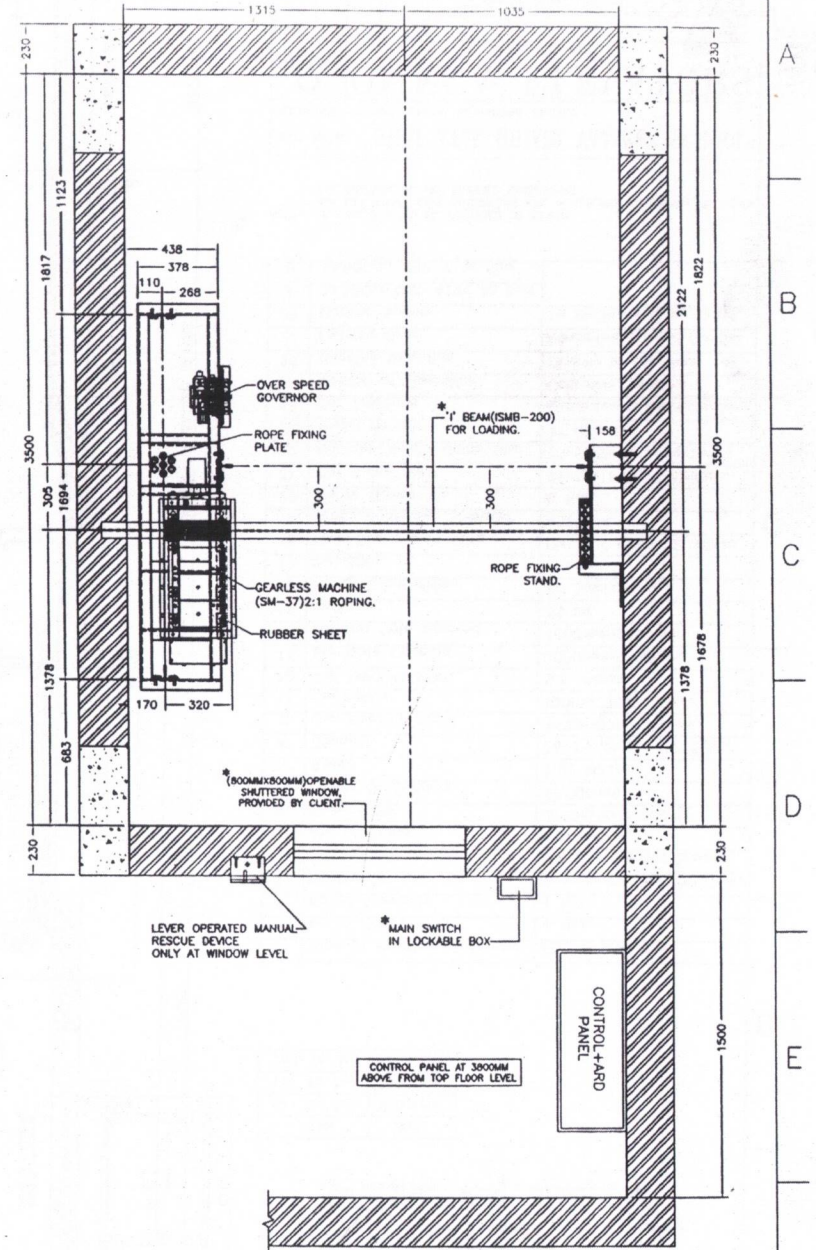 1315
1035
230
230
A
1123
438
378
110
268
1817
1822
2122
B
OVER SPEED
GOVERNOR
*
'I' BEAM(ISMB-200)
FOR LOADING.
158
ROPE FIXING
PLATE
3500
3500
305
1694
300
300
C
ROPE FIXING
STAND.
GEARLESS MACHINE
(SM-37)2:1 ROPING.
RUBBER SHEET
1378
1378
1678
170
320
683
*(800MMX800MM)OPENABLE
SHUTTERED WINDOW,
PROVIDED BY CLIENT.
D
230
230
LEVER OPERATED MANUAL
RESCUE DEVICE
ONLY AT WINDOW LEVEL
*MAIN SWITCH
IN LOCKABLE BOX
CONTROL+ARD
PANEL
1500
E
CONTROL PANEL AT 3800MM
ABOVE FROM TOP FLOOR LEVEL